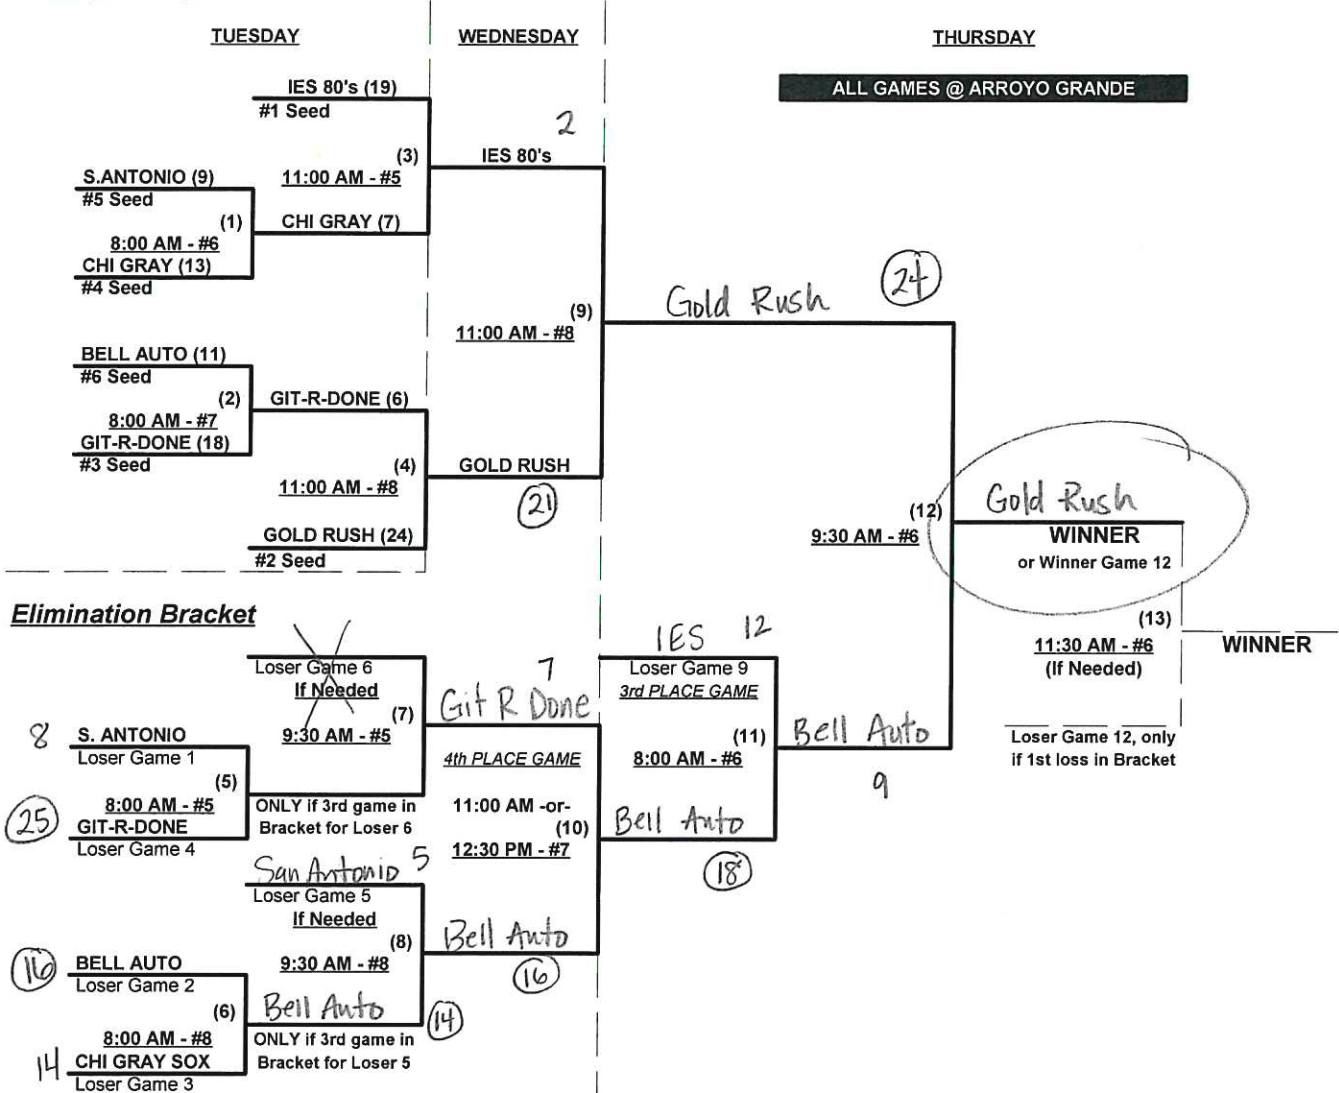 TUESDAY
WEDNESDAY
THURSDAY
ALL GAMES @ ARROYO GRANDE
IES 80's (19)
#1 Seed
(3)
11:00 AM - #5
S.ANTONIO (9)
#5 Seed
(1)
8:00 AM - #6
CHI GRAY (13)
#4 Seed
CHI GRAY (7)
2
IES 80's
BELL AUTO (11)
#6 Seed
(2)
8:00 AM - #7
GIT-R-DONE (18)
#3 Seed
GIT-R-DONE (6)
(4)
11:00 AM - #8
GOLD RUSH (24)
#2 Seed
(9)
11:00 AM - #8
GOLD RUSH
21
Gold Rush
24
(12)
9:30 AM - #6
Gold Rush
WINNER
or Winner Game 12
(13)
11:30 AM - #6
(If Needed)
WINNER
Loser Game 12, only
if 1st loss in Bracket
Elimination Bracket
Loser Game 6
If Needed
(7)
9:30 AM - #5
8
S. ANTONIO
Loser Game 1
(5)
8:00 AM - #5
25
GIT-R-DONE
Loser Game 4
ONLY if 3rd game in
Bracket for Loser 6
San Antonio 5
Loser Game 5
If Needed
(8)
9:30 AM - #8
16
BELL AUTO
Loser Game 2
(6)
8:00 AM - #8
14
CHI GRAY SOX
Loser Game 3
Bell Auto
14
ONLY if 3rd game in
Bracket for Loser 5
7
Git R Done
4th PLACE GAME
11:00 AM -or-
(10)
12:30 PM - #7
Bell Auto
16
IES 12
Loser Game 9
3rd PLACE GAME
(11)
8:00 AM - #6
Bell Auto
18
Bell Auto
9